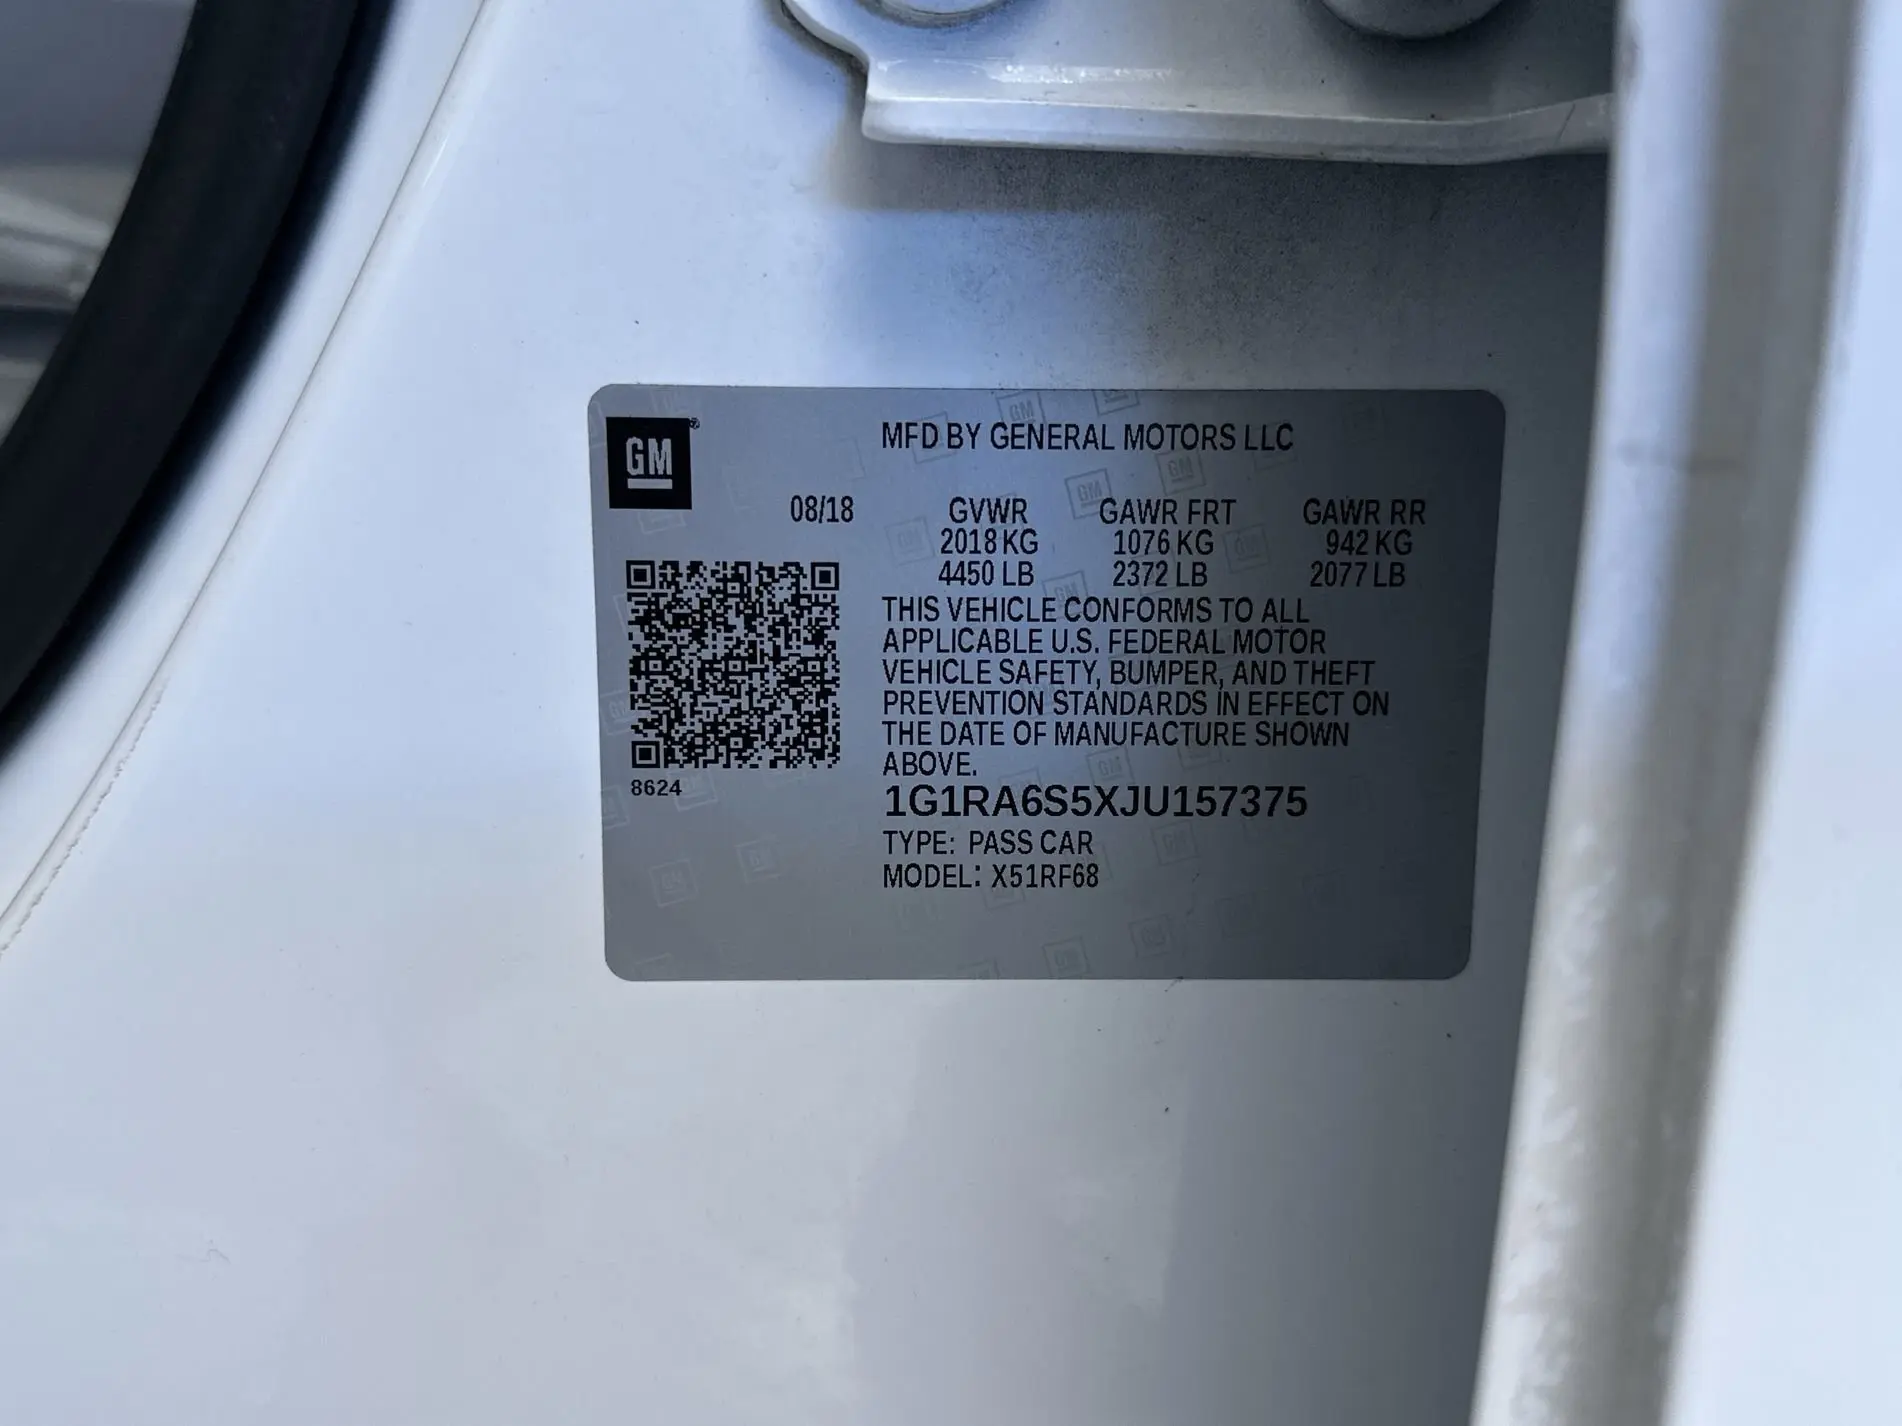 GM
MFD BY GENERAL MOTORS LLC
08/18 GVWR GAWR FRT GAWR RR
2018 KG 1076 KG 942 KG
4450 LB 2372 LB 2077 LB
THIS VEHICLE CONFORMS TO ALL
APPLICABLE U.S. FEDERAL MOTOR
VEHICLE SAFETY, BUMPER, AND THEFT
PREVENTION STANDARDS IN EFFECT ON
THE DATE OF MANUFACTURE SHOWN
ABOVE.
8624
1G1RA6S5XJU157375
TYPE: PASS CAR
MODEL: X51RF68